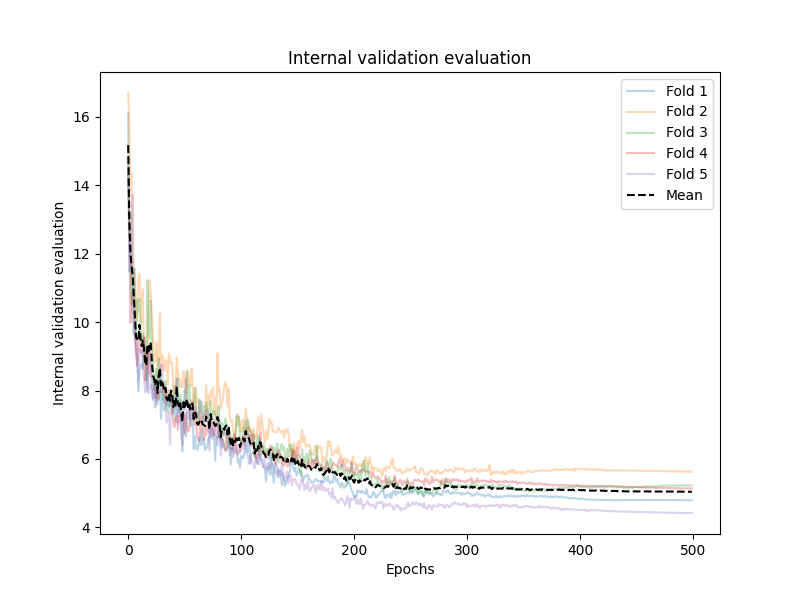 Internal validation evaluation
Internal validation evaluation
16
14
12
10
8
6
4
0
100
200
300
400
500
Epochs
Fold 1
Fold 2
Fold 3
Fold 4
Fold 5
Mean